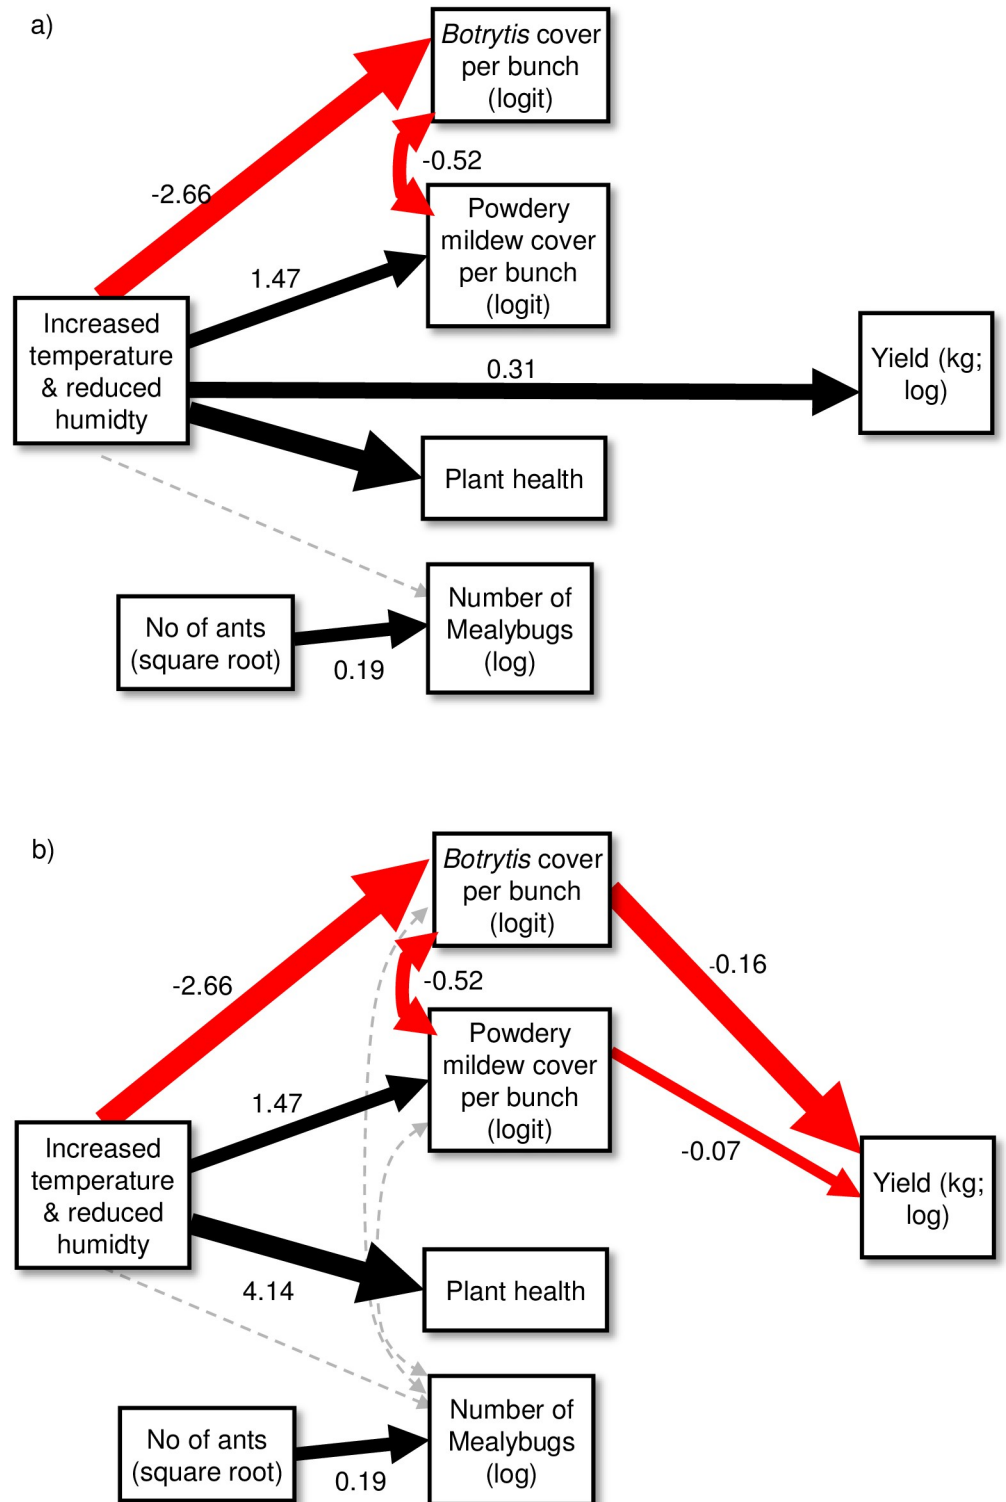 a)
Botrytis cover
per bunch
(logit)
-0.52
-2.66
Powdery
mildew cover
per bunch
(logit)
1.47
Increased
temperature
& reduced
humidty
0.31
Yield (kg;
log)
Plant health
No of ants
(square root)
0.19
Number of
Mealybugs
(log)
b)
Botrytis cover
per bunch
(logit)
-0.16
-2.66
-0.52
Powdery
mildew cover
per bunch
(logit)
1.47
-0.07
Increased
temperature
& reduced
humidty
Yield (kg;
log)
4.14
Plant health
No of ants
(square root)
0.19
Number of
Mealybugs
(log)